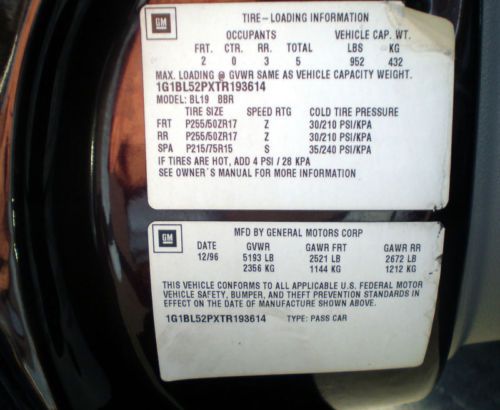 GM
TIRE-LOADING INFORMATION
OCCUPANTS VEHICLE CAP. WT.
FRT. CTR. RR. TOTAL LBS KG
2 0 3 5 952 432
MAX. LOADING @ GVWR SAME AS VEHICLE CAPACITY WEIGHT.
1G1BL52PXTR193614
MODEL: BL19 BBR
TIRE SIZE SPEED RTG COLD TIRE PRESSURE
FRT P255/50ZR17 Z 30/210 PSI/KPA
RR P255/50ZR17 Z 30/210 PSI/KPA
SPA P215/75R15 S 35/240 PSI/KPA
IF TIRES ARE HOT, ADD 4 PSI / 28 KPA
SEE OWNER'S MANUAL FOR MORE INFORMATION
GM
MFD BY GENERAL MOTORS CORP
DATE GVWR GAWR FRT GAWR RR
12/96 5193 LB 2521 LB 2672 LB
2356 KG 1144 KG 1212 KG
THIS VEHICLE CONFORMS TO ALL APPLICABLE U.S. FEDERAL MOTOR
VEHICLE SAFETY, BUMPER, AND THEFT PREVENTION STANDARDS IN
EFFECT ON THE DATE OF MANUFACTURE SHOWN ABOVE.
1G1BL52PXTR193614 TYPE: PASS CAR